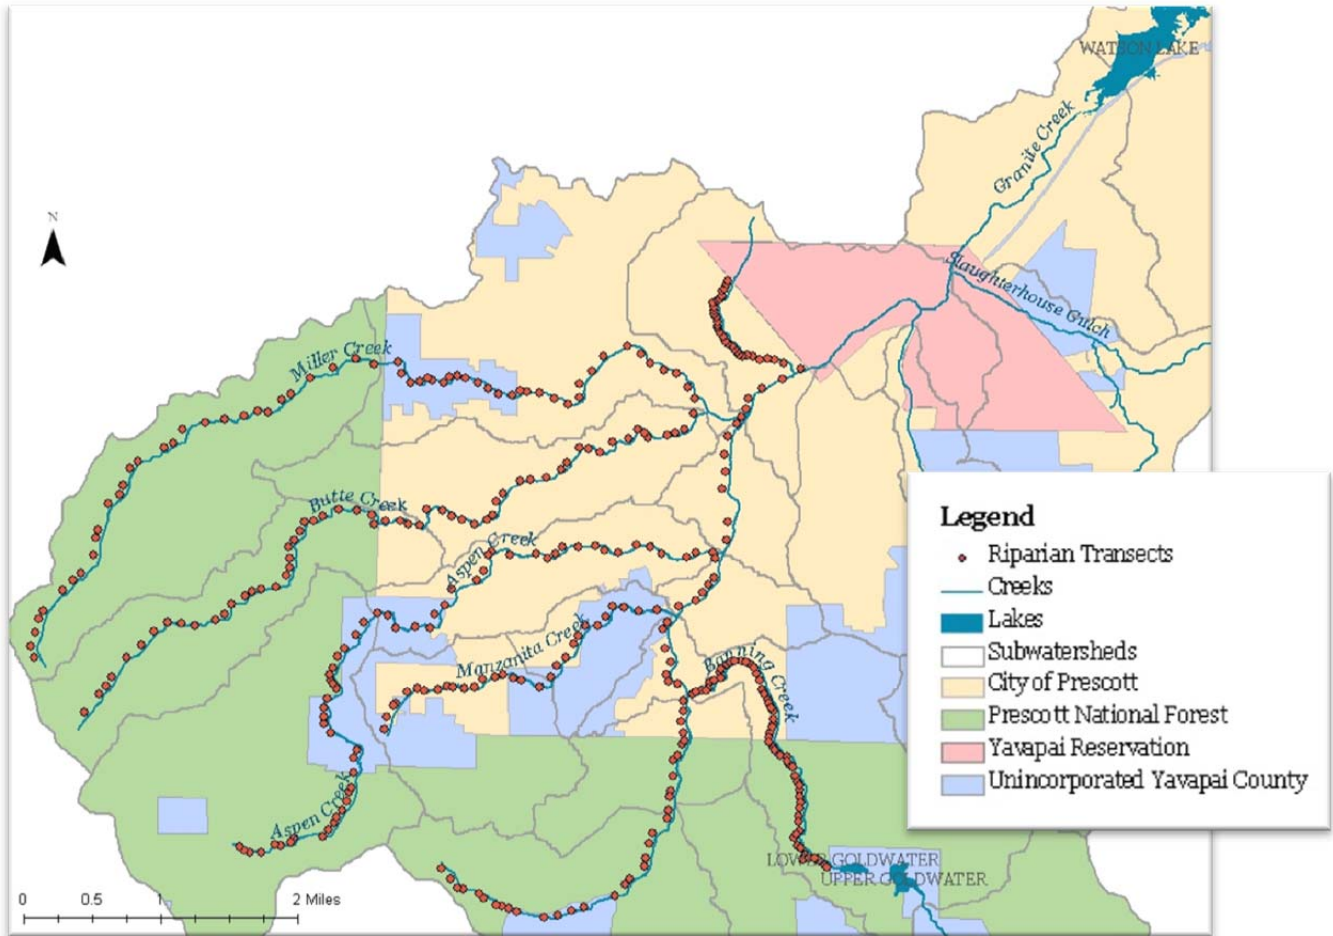 WATSON LAKE
Granite Creek
N
Slaughterhouse Gulch
Miller Creek
Butte Creek
Aspen Creek
Manzanita Creek
Banning Creek
Aspen Creek
LOWER GOLDWATER
UPPER GOLDWATER
0 0.5 1 2 Miles
Legend
Riparian Transects
Creeks
Lakes
Subwatersheds
City of Prescott
Prescott National Forest
Yavapai Reservation
Unincorporated Yavapai County